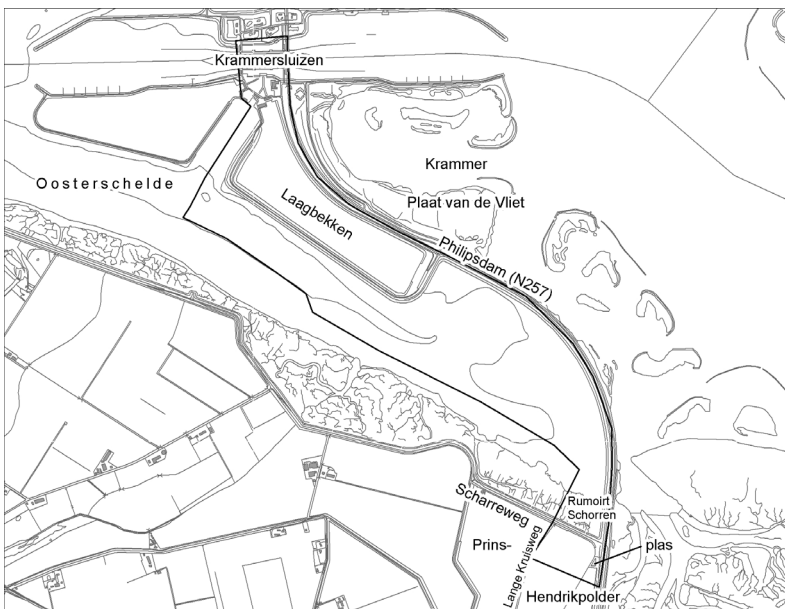 Krammersluizen
Krammer
Oosterschelde
Plaat van de Vliet
Laagbekken
Philipsdam (N257)
Scharreweg
Rumoirt
Schorren
Prins-
Lange Kruisweg
plas
Hendrikpolder